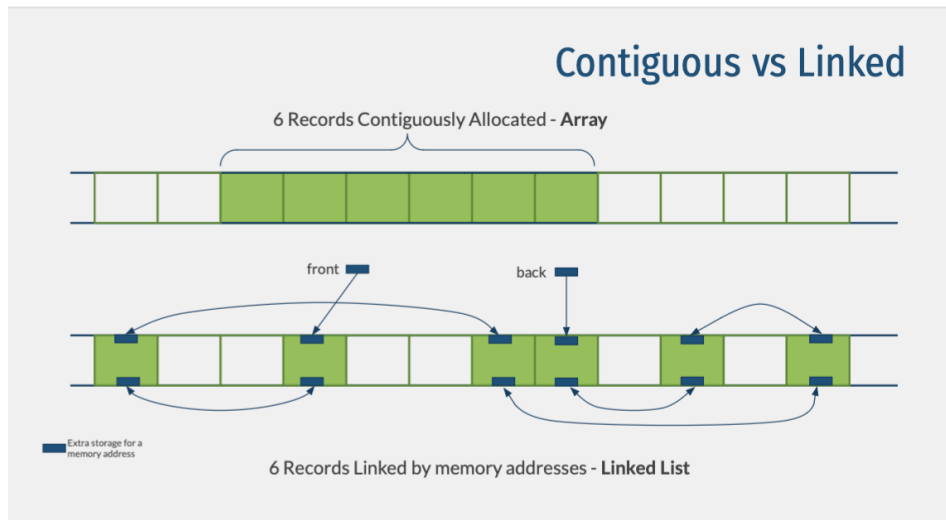 Contiguous vs Linked
6 Records Contiguously Allocated - Array
front
back
Extra storage for a
memory address
6 Records Linked by memory addresses - Linked List